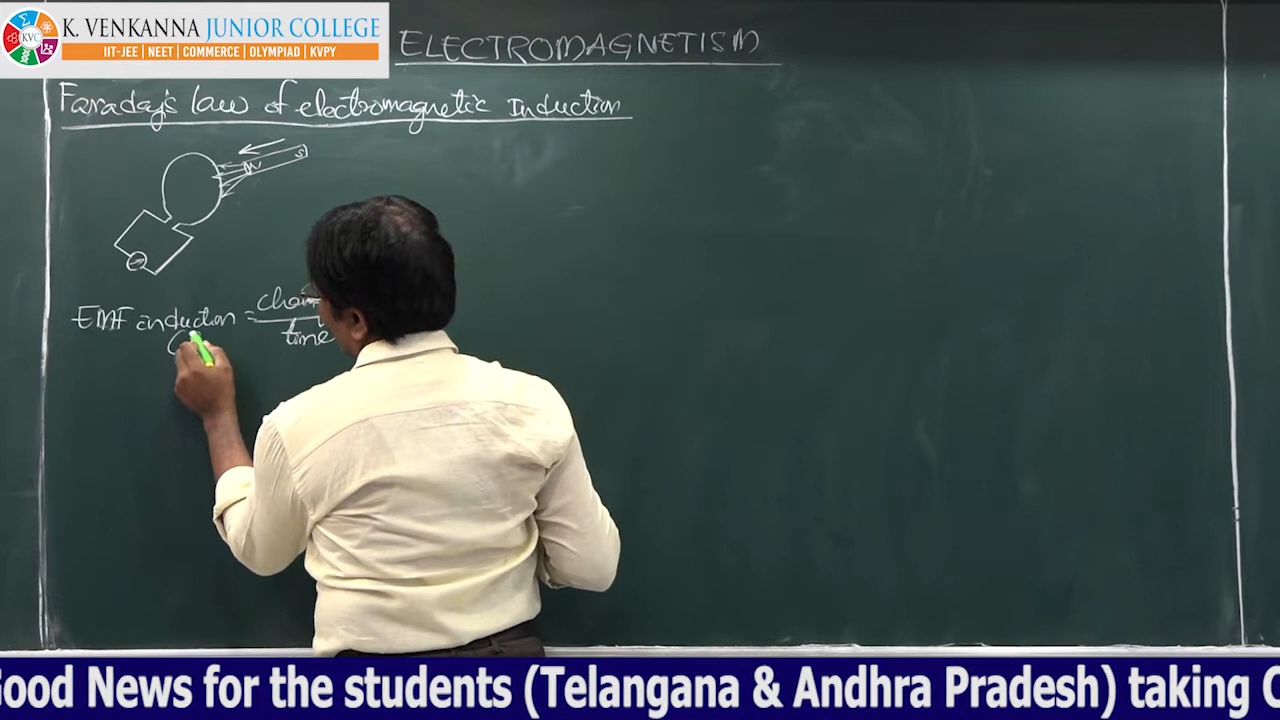 K. VENKANNA JUNIOR COLLEGE
KVC
IIT-JEE | NEET | COMMERCE | OLYMPIAD | KVPY
ELECTROMAGNETISM
Faraday's law of electromagnetic Induction
S
N
EMF induction =
time
Good News for the students (Telangana & Andhra Pradesh) taking